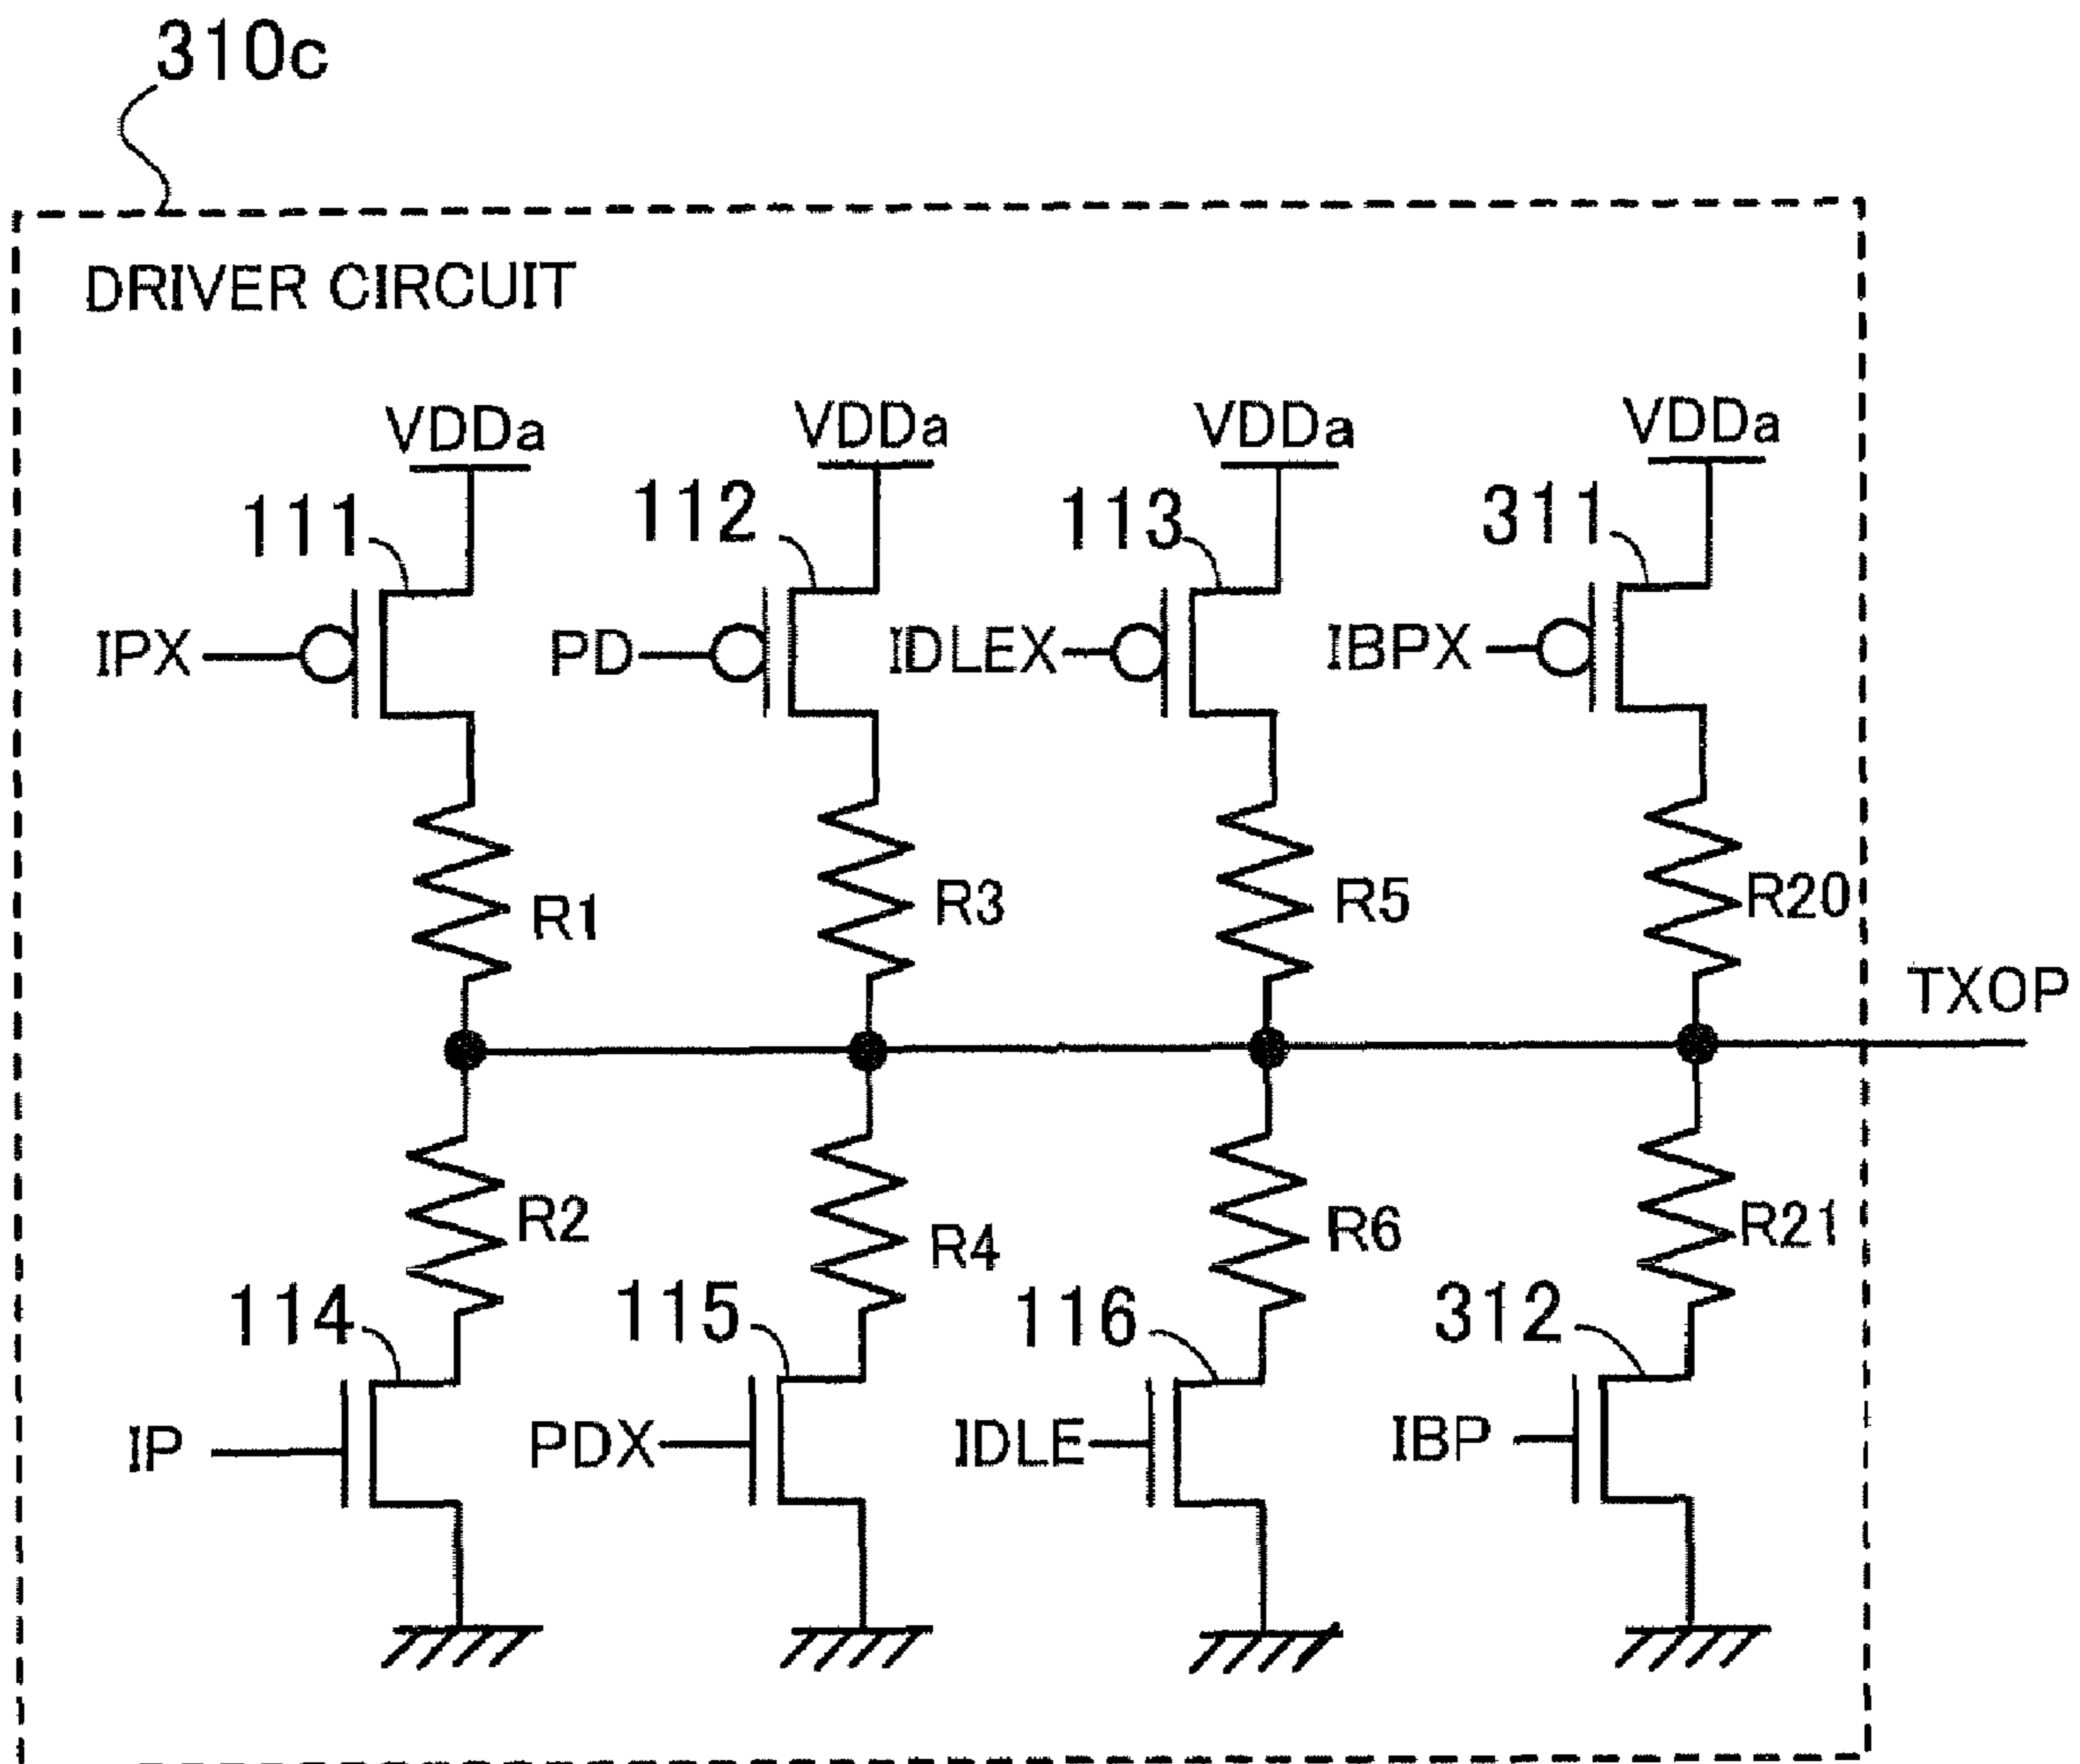 310c
DRIVER CIRCUIT
VDDa VDDa VDDa VDDa
111 112 113 311
IPX PD IDLEX IBPX
R1 R3 R5 R20
TXOP
R2 R4 R6 R21
114 115 116 312
IP PDX IDLE IBP